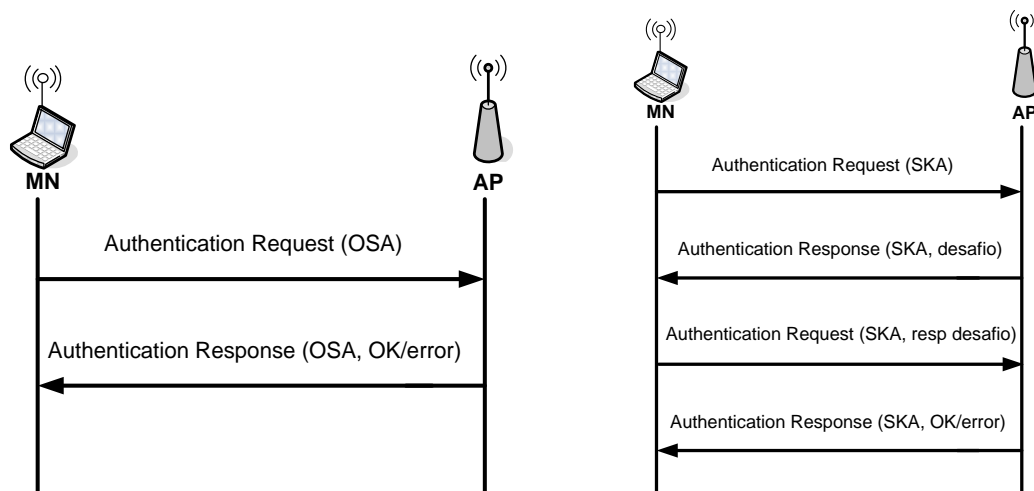 MN
AP
Authentication Request (OSA)
Authentication Response (OSA, OK/error)
MN
AP
Authentication Request (SKA)
Authentication Response (SKA, desafio)
Authentication Request (SKA, resp desafio)
Authentication Response (SKA, OK/error)